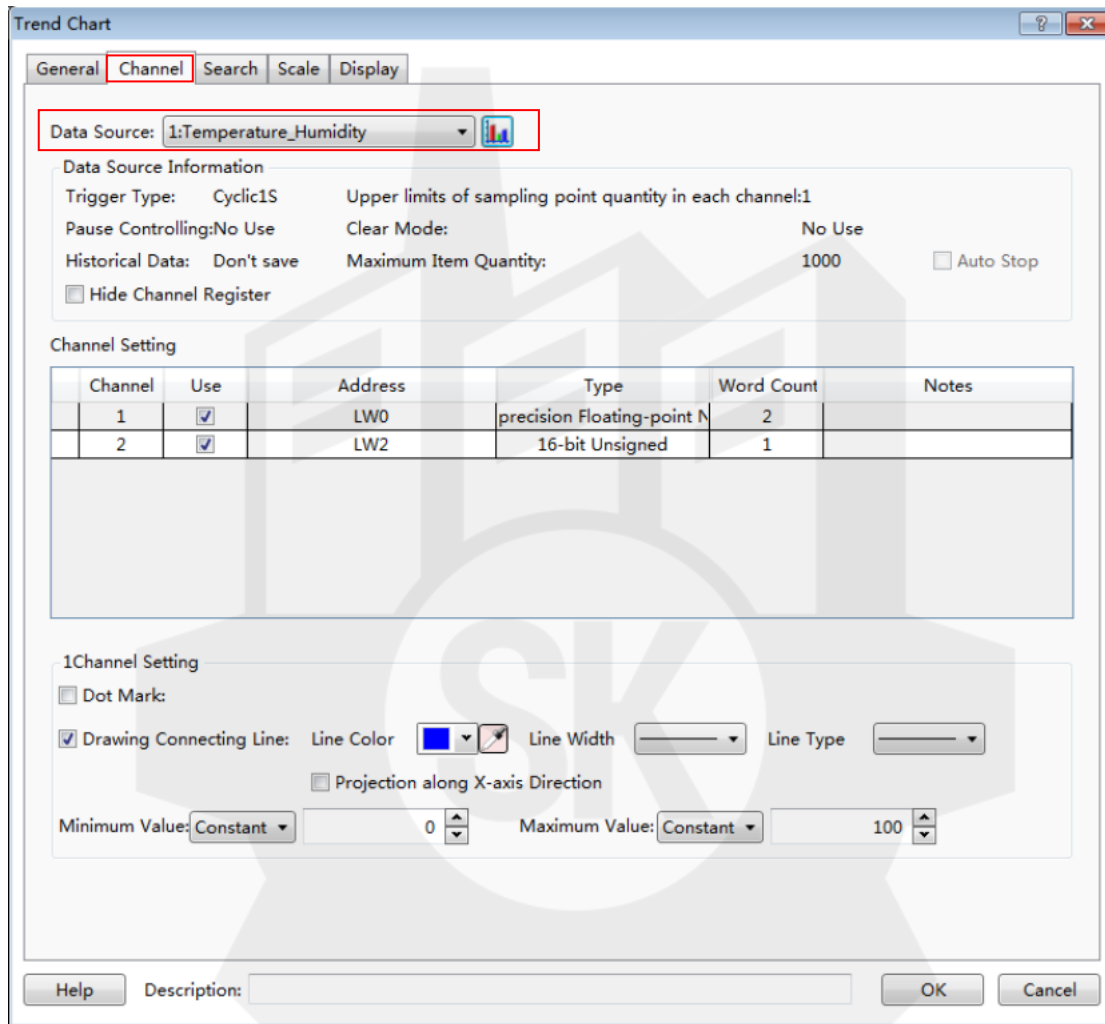 Trend Chart
General Channel Search Scale Display
Data Source: 1:Temperature_Humidity
Data Source Information
Trigger Type: Cyclic1S Upper limits of sampling point quantity in each channel:1
Pause Controlling:No Use Clear Mode: No Use
Historical Data: Don't save Maximum Item Quantity: 1000 Auto Stop
Hide Channel Register
Channel Setting
Channel Use Address Type Word Count Notes
1 LW0 precision Floating-point N 2
2 LW2 16-bit Unsigned 1
SK
1Channel Setting
Dot Mark:
Drawing Connecting Line: Line Color Line Width Line Type
Projection along X-axis Direction
Minimum Value: Constant 0 Maximum Value: Constant 100
Help Description: OK Cancel